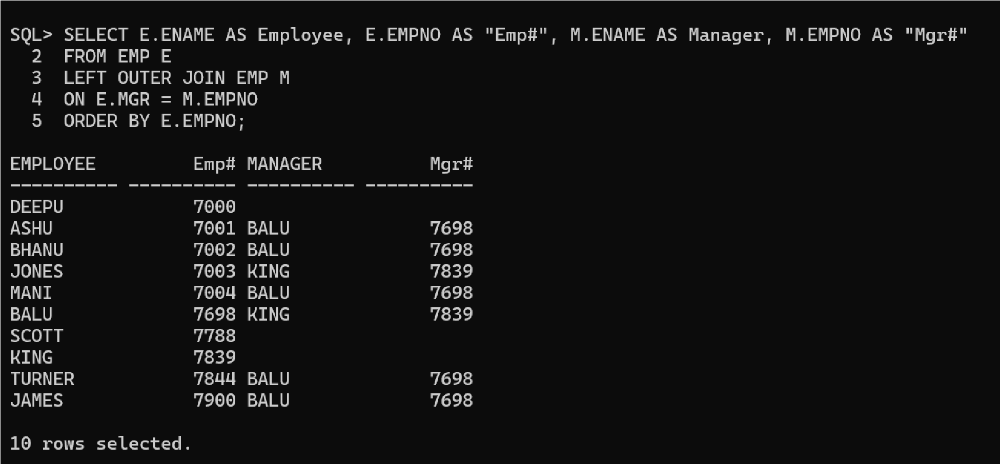 SQL> SELECT E.ENAME AS Employee, E.EMPNO AS "Emp#", M.ENAME AS Manager, M.EMPNO AS "Mgr#"
  2  FROM EMP E
  3  LEFT OUTER JOIN EMP M
  4  ON E.MGR = M.EMPNO
  5  ORDER BY E.EMPNO;

EMPLOYEE         Emp# MANAGER          Mgr#
---------- ---------- ---------- ----------
DEEPU            7000
ASHU             7001 BALU             7698
BHANU            7002 BALU             7698
JONES            7003 KING             7839
MANI             7004 BALU             7698
BALU             7698 KING             7839
SCOTT            7788
KING             7839
TURNER           7844 BALU             7698
JAMES            7900 BALU             7698

10 rows selected.